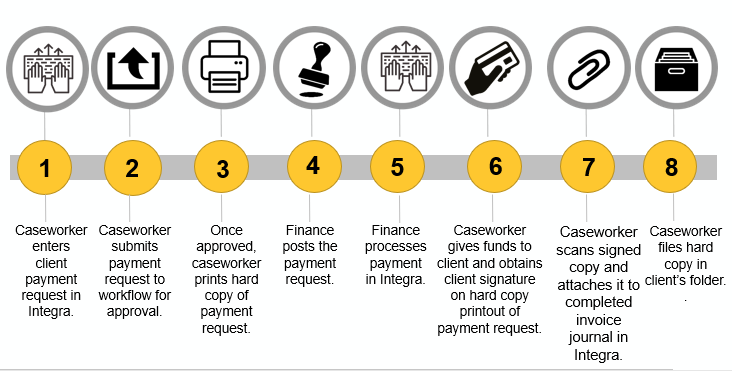 1
2
3
4
5
6
7
8
Caseworker
enters
client
payment
request in
Integra.
Caseworker
submits
payment
request to
workflow for
approval.
Once
approved,
caseworker
prints hard
copy of
payment
request.
Finance
posts the
payment
request.
Finance
processes
payment
in Integra.
Caseworker
gives funds to
client and obtains
client signature
on hard copy
printout of
payment request.
Caseworker
scans signed
copy and
attaches it to
completed
invoice
journal in
Integra.
Caseworker
files hard
copy in
client's folder.
.